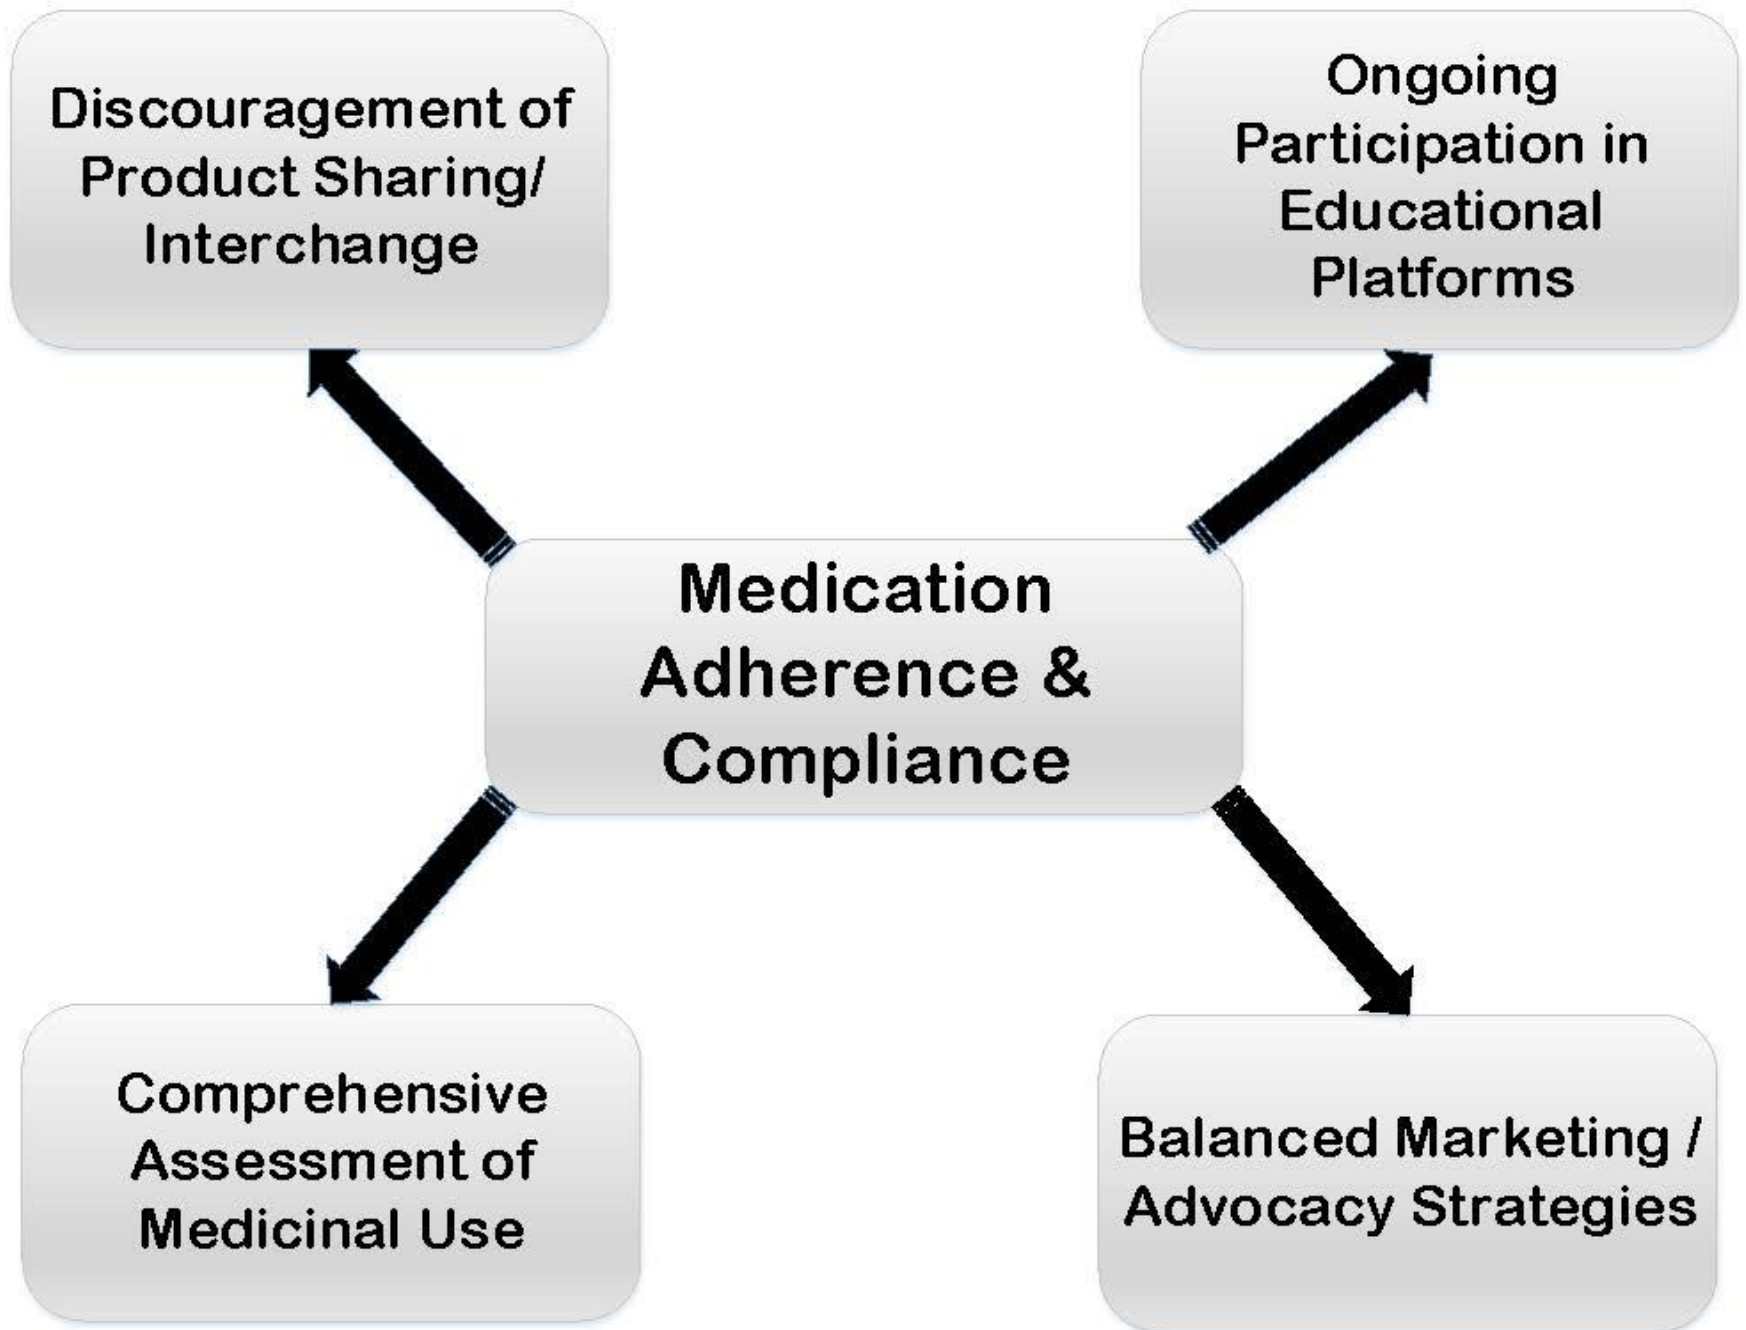 Discouragement of
Product Sharing/
Interchange
Ongoing
Participation in
Educational
Platforms
Medication
Adherence &
Compliance
Comprehensive
Assessment of
Medicinal Use
Balanced Marketing /
Advocacy Strategies